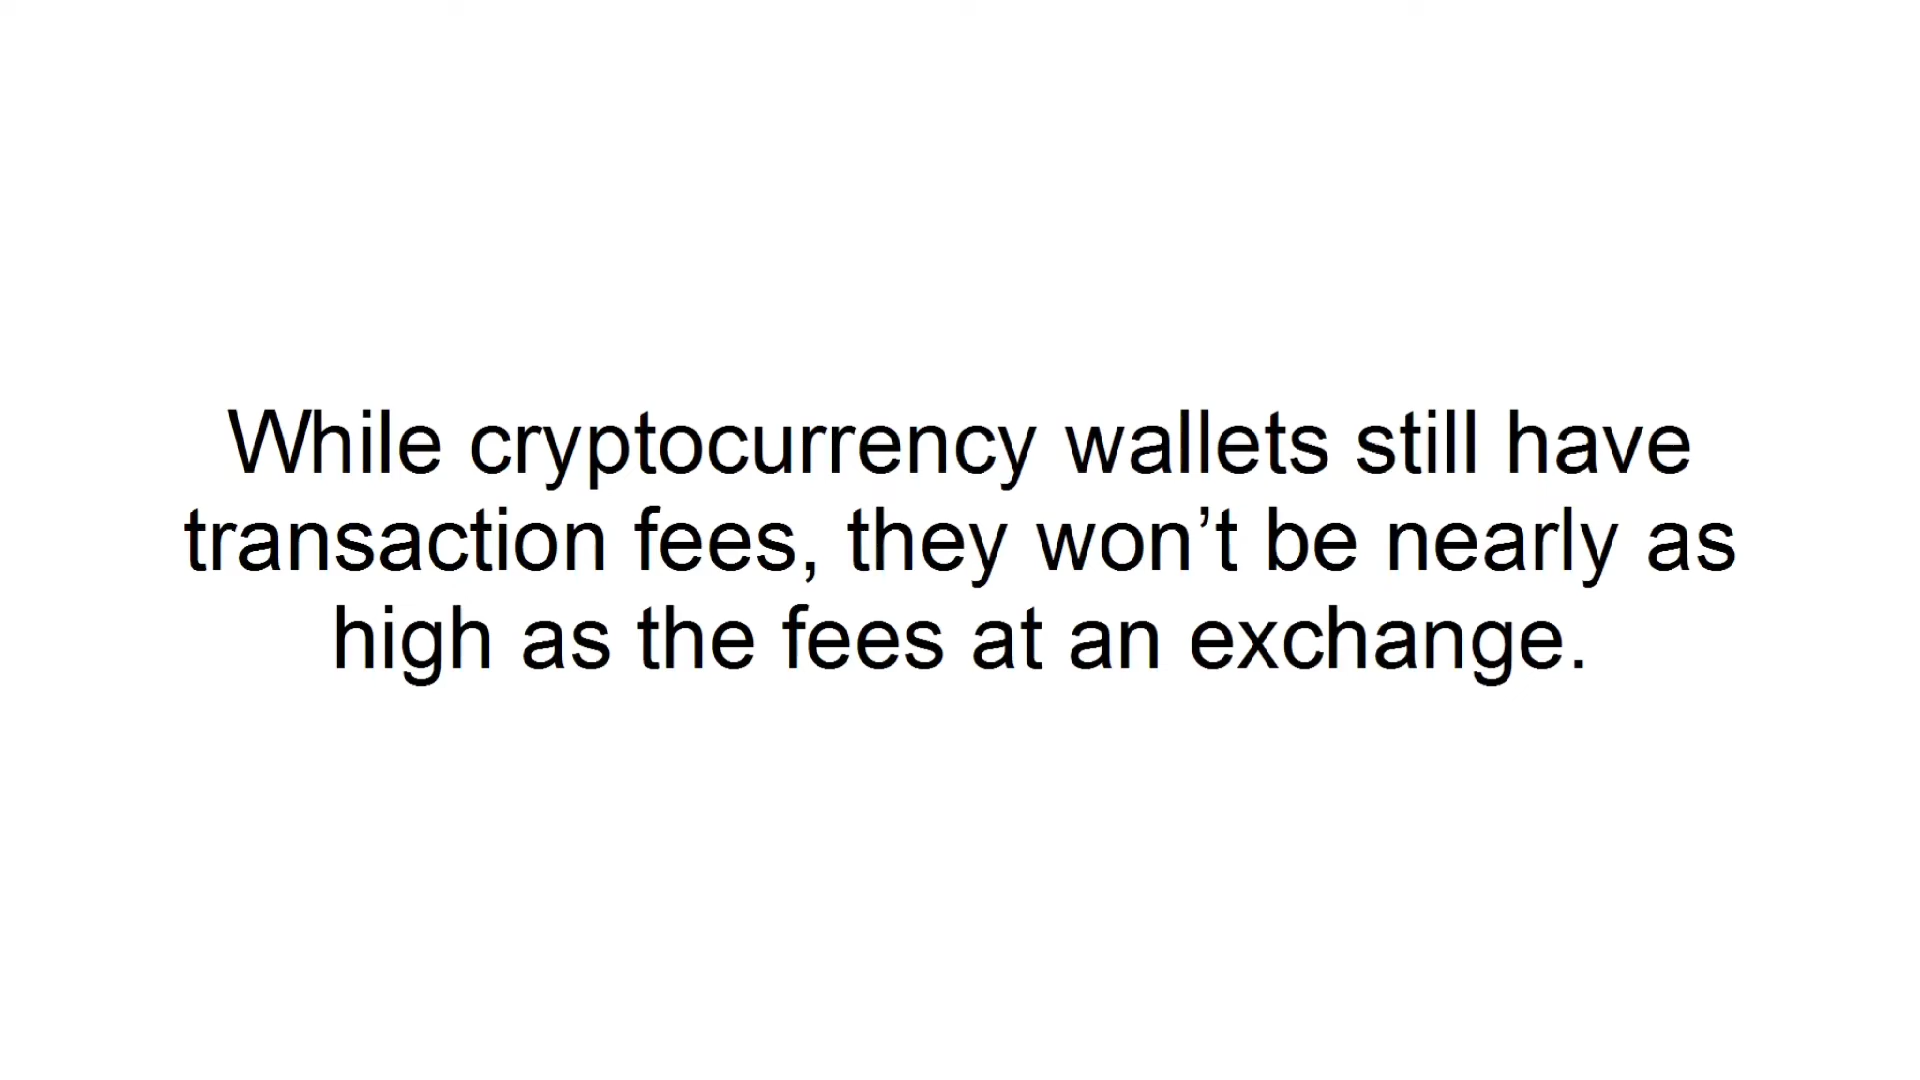 While cryptocurrency wallets still have
transaction fees, they won’t be nearly as
high as the fees at an exchange.